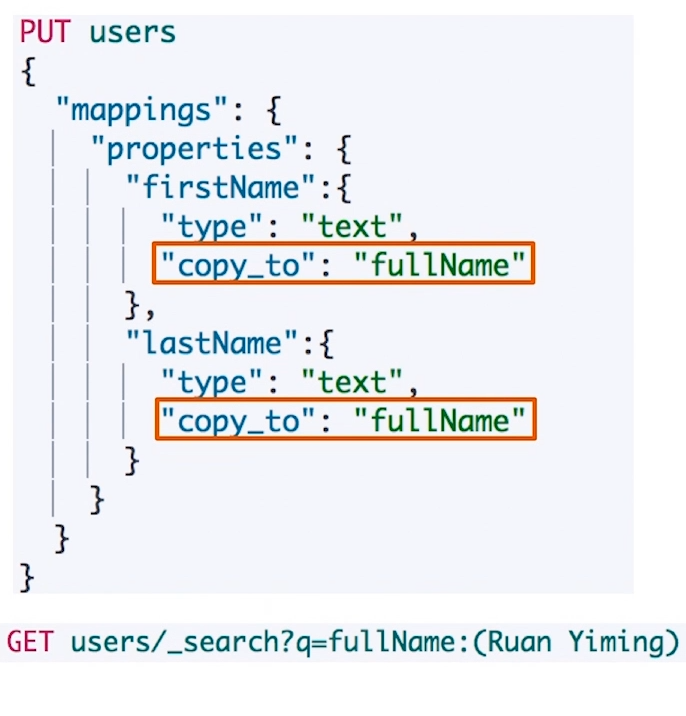 PUT users
{
"mappings": {
"properties": {
"firstName":{
"type": "text",
"copy_to": "fullName"
},
"lastName":{
"type": "text",
"copy_to": "fullName"
}
}
}
}
GET users/_search?q=fullName:(Ruan Yiming)